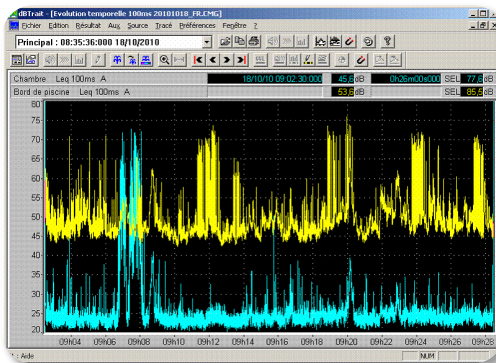 dBTrait - [Evolution temporelle 100ms 20101018_FR.CMG]
Fichier Edition Résultat Aux Source Tracé Préférences Fenêtre ?
Principal : 08:35:36:000 18/10/2010
Chambre Leq 100ms A 18/10/10 09:02:30:000 45,6 dB 0h26m00s000 SEL 77,6 dB
Bord de piscine Leq 100ms A 53,6 dB SEL 85,5 dB
80
75
70
65
60
55
50
45
40
35
30
25
20
09h04 09h06 09h08 09h10 09h12 09h14 09h16 09h18 09h20 09h22 09h24 09h26 09h28
: Aide NUM